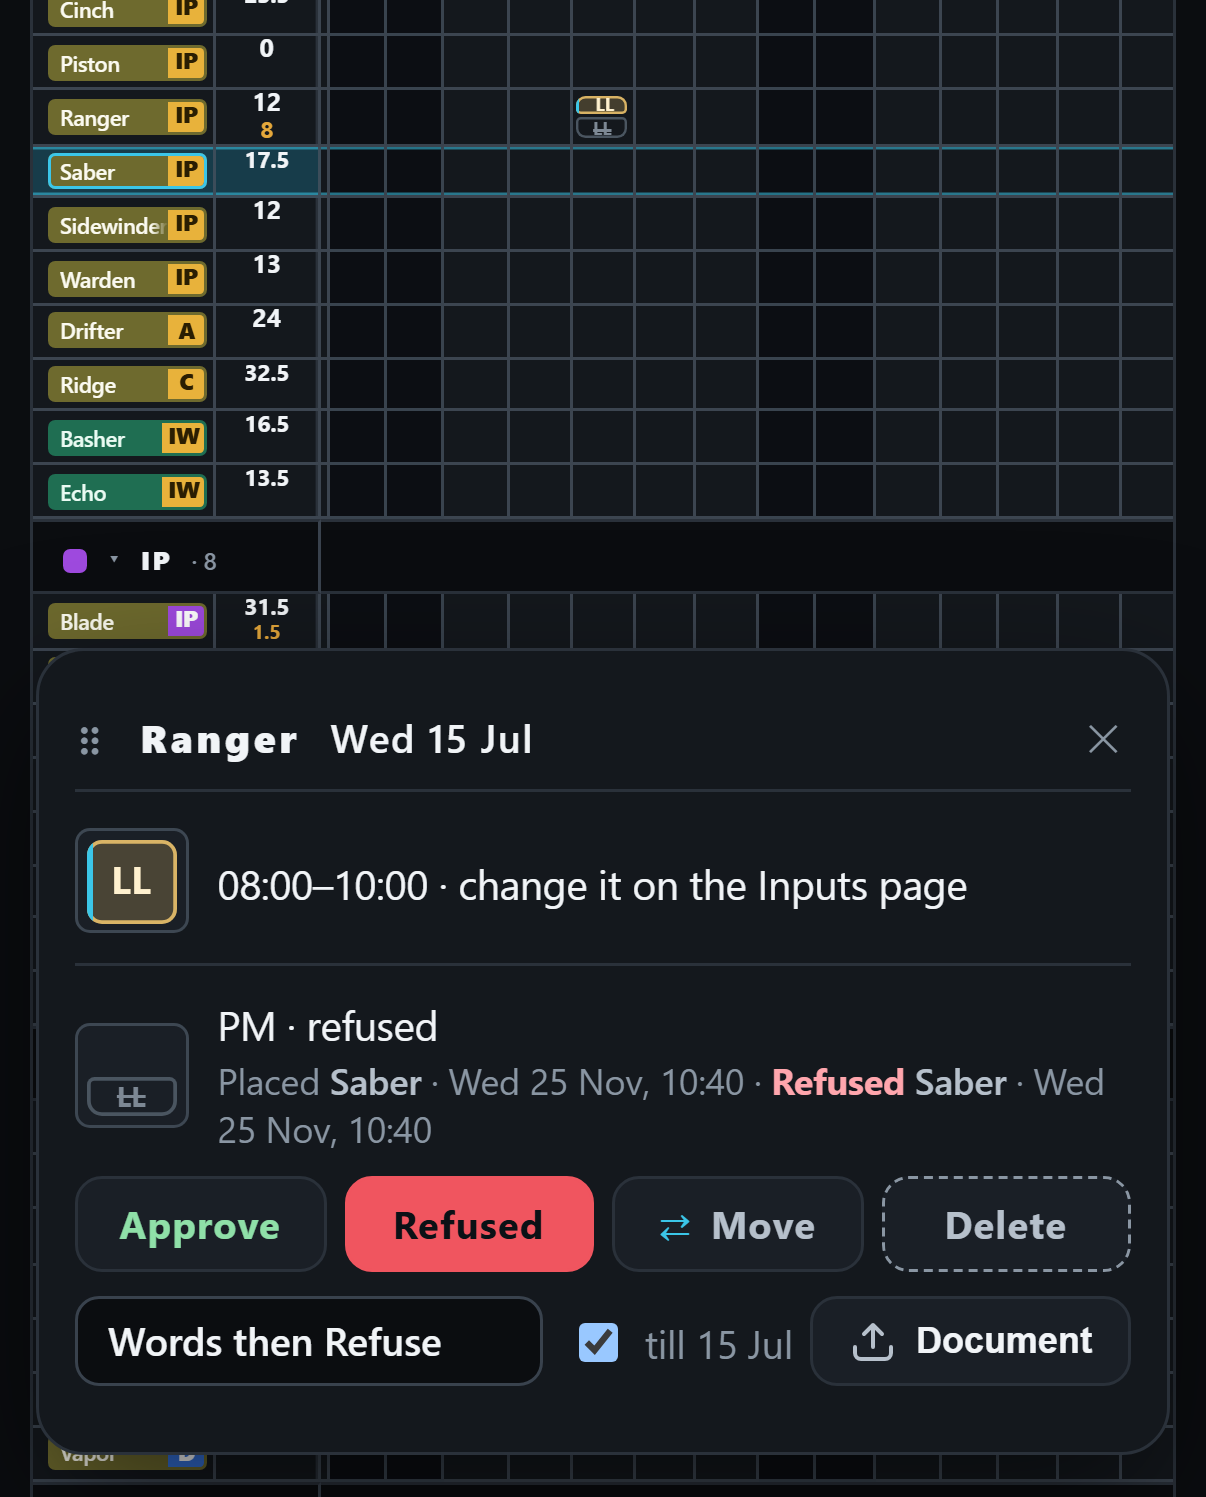 Cinch IP
Piston IP 0
Ranger IP 12 LL
8 LL
Saber IP 17.5
Sidewinder IP 12
Warden IP 13
Drifter A 24
Ridge C 32.5
Basher IW 16.5
Echo IW 13.5
IP · 8
Blade IP 31.5
1.5
Ranger Wed 15 Jul
LL 08:00–10:00 · change it on the Inputs page
PM · refused
LL Placed Saber · Wed 25 Nov, 10:40 · Refused Saber · Wed
25 Nov, 10:40
Approve Refused Move Delete
Words then Refuse till 15 Jul Document
Vapor